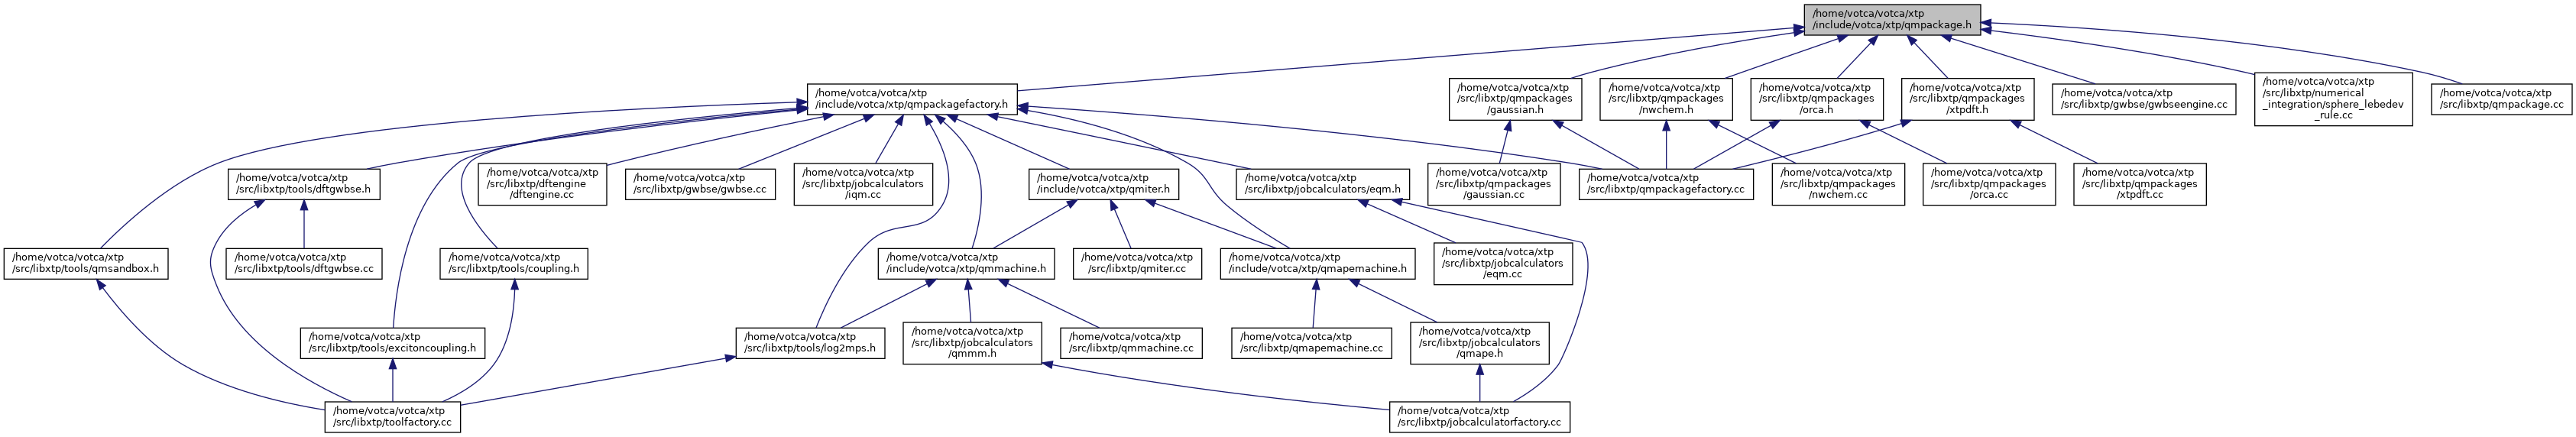 /home/votca/votca/xtp
/include/votca/xtp/qmpackage.h
/home/votca/votca/xtp
/include/votca/xtp/qmpackagefactory.h
/home/votca/votca/xtp
/src/libxtp/qmpackages
/gaussian.h
/home/votca/votca/xtp
/src/libxtp/qmpackages
/nwchem.h
/home/votca/votca/xtp
/src/libxtp/qmpackages
/orca.h
/home/votca/votca/xtp
/src/libxtp/qmpackages
/xtpdft.h
/home/votca/votca/xtp
/src/libxtp/gwbse/gwbseengine.cc
/home/votca/votca/xtp
/src/libxtp/numerical
_integration/sphere_lebedev
_rule.cc
/home/votca/votca/xtp
/src/libxtp/qmpackage.cc
/home/votca/votca/xtp
/src/libxtp/tools/dftgwbse.h
/home/votca/votca/xtp
/src/libxtp/dftengine
/dftengine.cc
/home/votca/votca/xtp
/src/libxtp/gwbse/gwbse.cc
/home/votca/votca/xtp
/src/libxtp/jobcalculators
/iqm.cc
/home/votca/votca/xtp
/include/votca/xtp/qmiter.h
/home/votca/votca/xtp
/src/libxtp/jobcalculators/eqm.h
/home/votca/votca/xtp
/src/libxtp/qmpackages
/gaussian.cc
/home/votca/votca/xtp
/src/libxtp/qmpackagefactory.cc
/home/votca/votca/xtp
/src/libxtp/qmpackages
/nwchem.cc
/home/votca/votca/xtp
/src/libxtp/qmpackages
/orca.cc
/home/votca/votca/xtp
/src/libxtp/qmpackages
/xtpdft.cc
/home/votca/votca/xtp
/src/libxtp/tools/qmsandbox.h
/home/votca/votca/xtp
/src/libxtp/tools/dftgwbse.cc
/home/votca/votca/xtp
/src/libxtp/tools/coupling.h
/home/votca/votca/xtp
/include/votca/xtp/qmmachine.h
/home/votca/votca/xtp
/src/libxtp/qmiter.cc
/home/votca/votca/xtp
/include/votca/xtp/qmapemachine.h
/home/votca/votca/xtp
/src/libxtp/jobcalculators
/eqm.cc
/home/votca/votca/xtp
/src/libxtp/tools/excitoncoupling.h
/home/votca/votca/xtp
/src/libxtp/tools/log2mps.h
/home/votca/votca/xtp
/src/libxtp/jobcalculators
/qmmm.h
/home/votca/votca/xtp
/src/libxtp/qmmachine.cc
/home/votca/votca/xtp
/src/libxtp/qmapemachine.cc
/home/votca/votca/xtp
/src/libxtp/jobcalculators
/qmape.h
/home/votca/votca/xtp
/src/libxtp/toolfactory.cc
/home/votca/votca/xtp
/src/libxtp/jobcalculatorfactory.cc